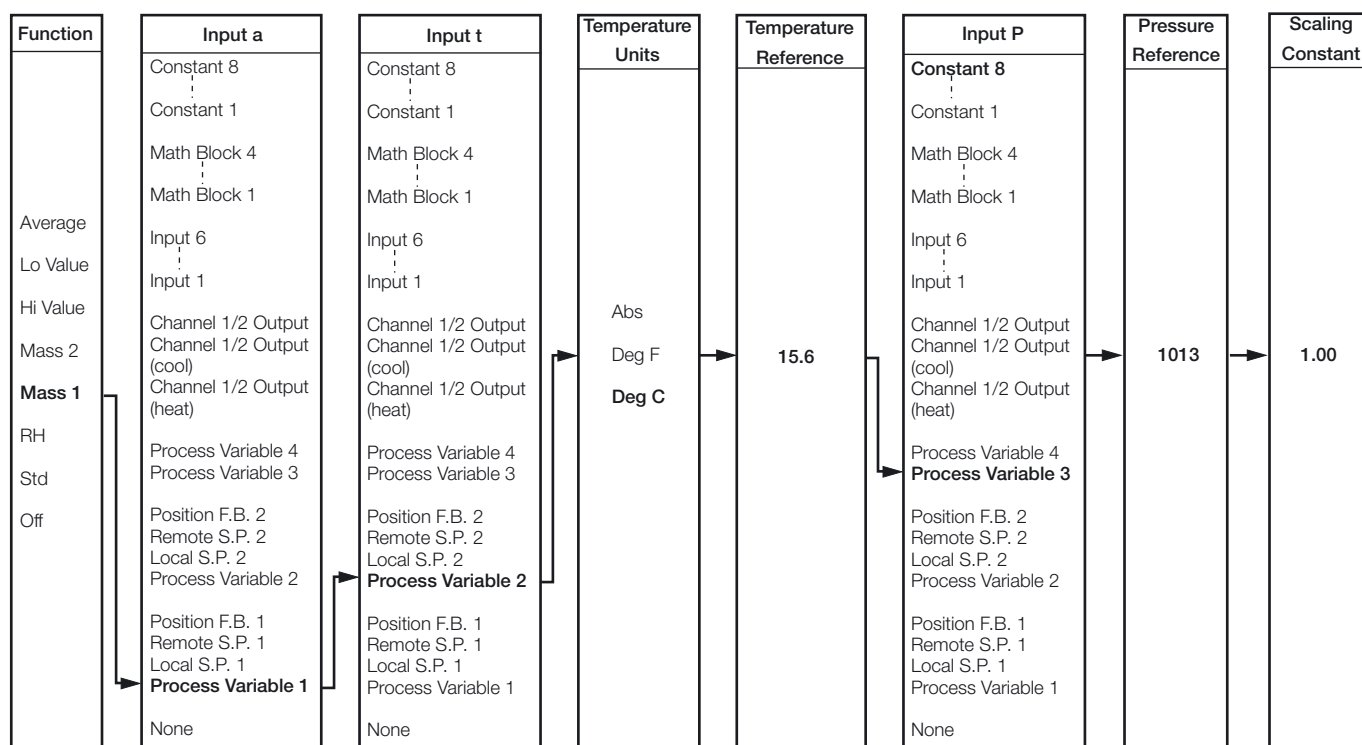 Function
Average
Lo Value
Hi Value
Mass 2
Mass 1
RH
Std
Off
Input a
Constant 8
Constant 1
Math Block 4
Math Block 1
Input 6
Input 1
Channel 1/2 Output
Channel 1/2 Output
(cool)
Channel 1/2 Output
(heat)
Process Variable 4
Process Variable 3
Position F.B. 2
Remote S.P. 2
Local S.P. 2
Process Variable 2
Position F.B. 1
Remote S.P. 1
Local S.P. 1
Process Variable 1
None
Input t
Constant 8
Constant 1
Math Block 4
Math Block 1
Input 6
Input 1
Channel 1/2 Output
Channel 1/2 Output
(cool)
Channel 1/2 Output
(heat)
Process Variable 4
Process Variable 3
Position F.B. 2
Remote S.P. 2
Local S.P. 2
Process Variable 2
Position F.B. 1
Remote S.P. 1
Local S.P. 1
Process Variable 1
None
Temperature
Units
Abs
Deg F
Deg C
Temperature
Reference
15.6
Input P
Constant 8
Constant 1
Math Block 4
Math Block 1
Input 6
Input 1
Channel 1/2 Output
Channel 1/2 Output
(cool)
Channel 1/2 Output
(heat)
Process Variable 4
Process Variable 3
Position F.B. 2
Remote S.P. 2
Local S.P. 2
Process Variable 2
Position F.B. 1
Remote S.P. 1
Local S.P. 1
Process Variable 1
None
Pressure
Reference
1013
Scaling
Constant
1.00